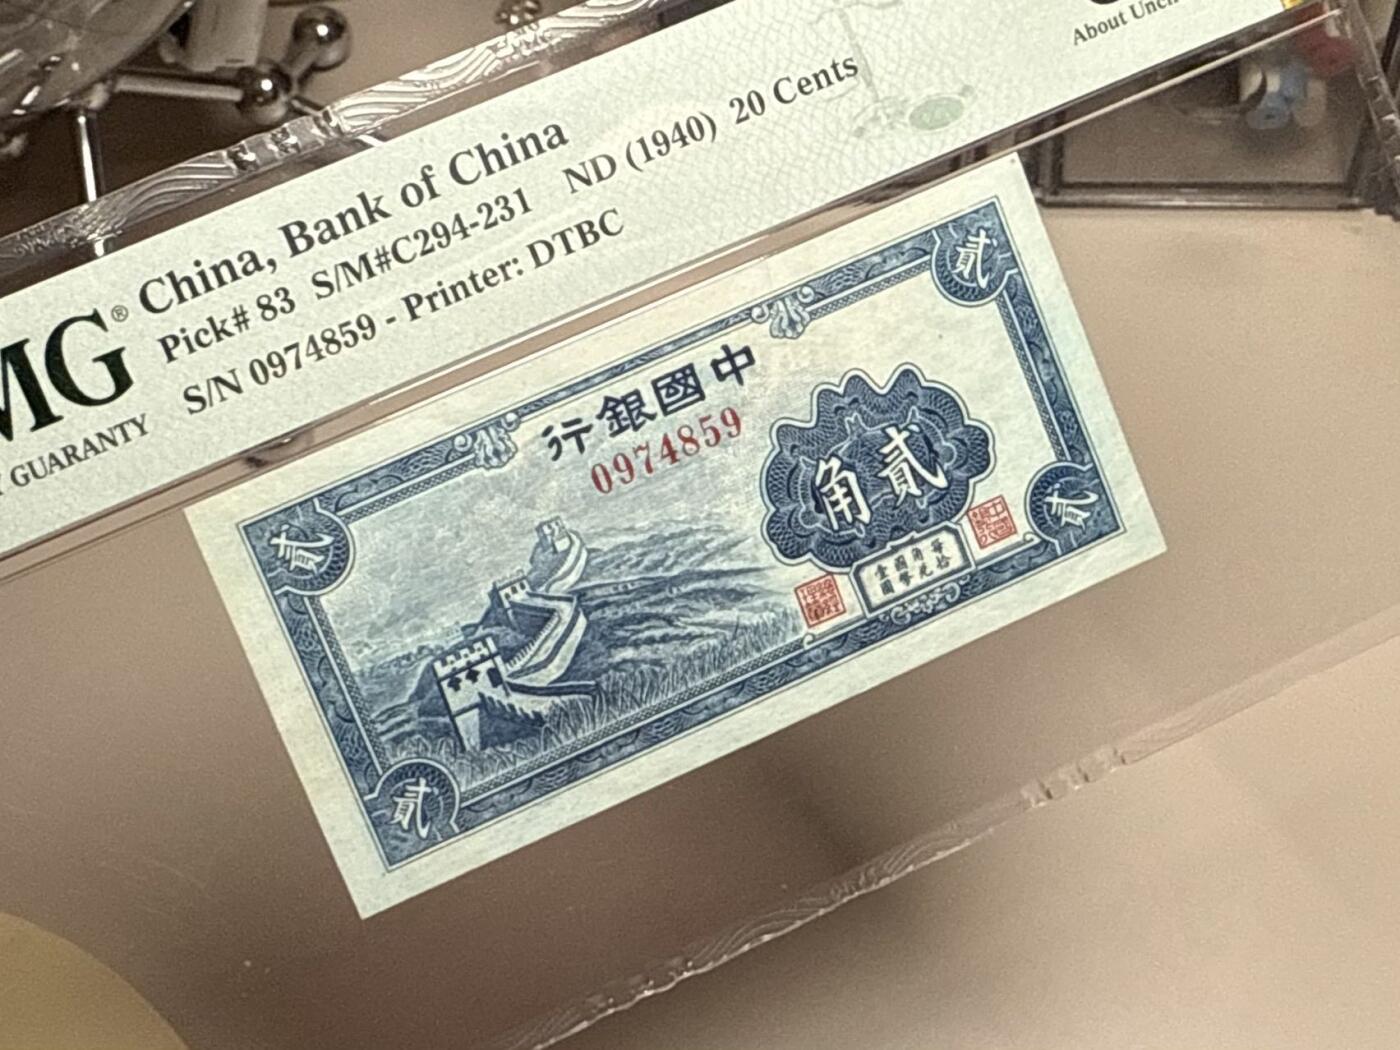 About Unc
China, Bank of China
Pick# 83 S/M#C294-231 ND (1940) 20 Cents
S/N 0974859 - Printer: DTBC
MG®
GUARANTY
中國銀行
0974859
貳角
貳
貳
貳
貳